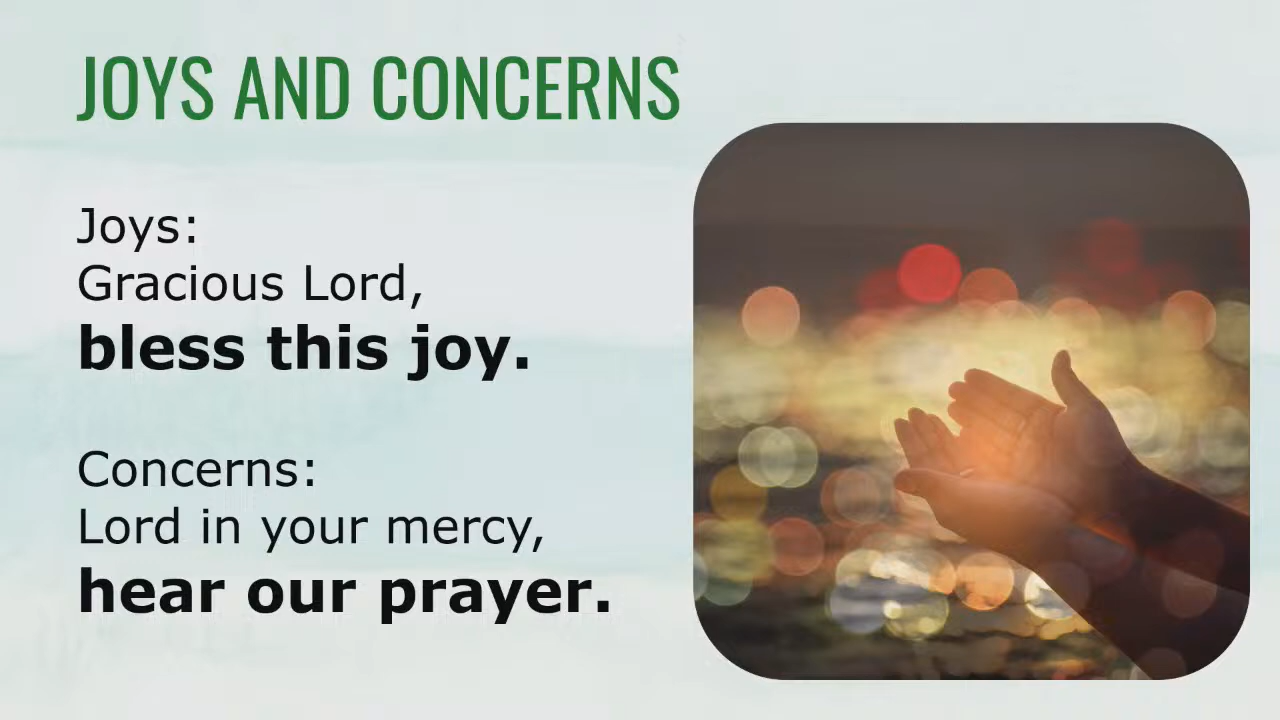 JOYS AND CONCERNS
Joys:
Gracious Lord,
bless this joy.
Concerns:
Lord in your mercy,
hear our prayer.